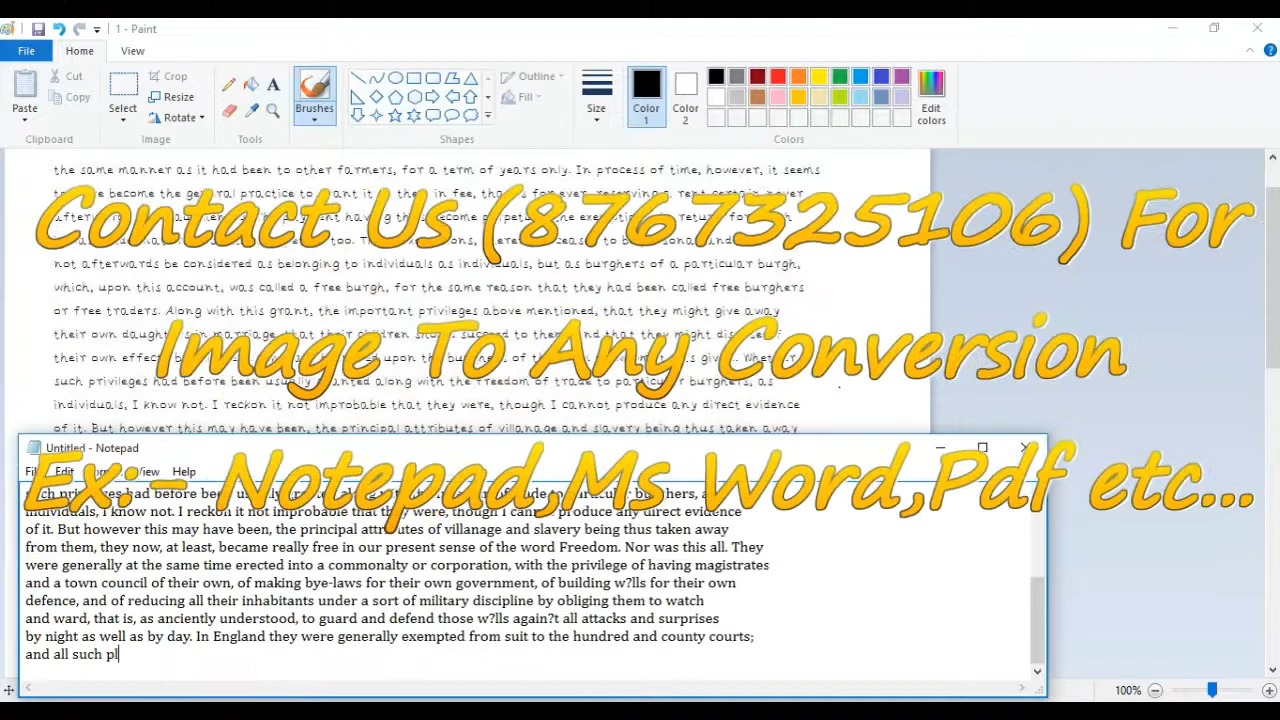 1 - Paint
File Home View
Paste Cut Copy Clipboard
Select Crop Resize Rotate Image
Tools
Brushes
Shapes Outline Fill
Size
Color 1 Color 2 Edit colors Colors
the same manner as it had been to other farmers, for a term of years only. In process of time, however, it seems
Contact Us (8767325106) For
not afterwards be considered as belonging to individuals as individuals, but as burghers of a particular burgh,
which, upon this account, was called a free burgh, for the same reason that they had been called free burghers
or free traders. Along with this grant, the important privileges above mentioned, that they might give away
Image To Any Conversion
such privileges had before been usually granted along with the freedom of trade to particular burghers, as
individuals, I know not. I reckon it not improbable that they were, though I cannot produce any direct evidence
of it. But however this may have been, the principal attributes of villanage and slavery being thus taken away
Untitled - Notepad
Edit View Help
Ex:- Notepad,Ms Word,Pdf etc...
individuals, I know not. I reckon it not improbable that they were, though I cannot produce any direct evidence
of it. But however this may have been, the principal attributes of villanage and slavery being thus taken away
from them, they now, at least, became really free in our present sense of the word Freedom. Nor was this all. They
were generally at the same time erected into a commonalty or corporation, with the privilege of having magistrates
and a town council of their own, of making bye-laws for their own government, of building w?lls for their own
defence, and of reducing all their inhabitants under a sort of military discipline by obliging them to watch
and ward, that is, as anciently understood, to guard and defend those w?lls again?t all attacks and surprises
by night as well as by day. In England they were generally exempted from suit to the hundred and county courts;
and all such pl
100%